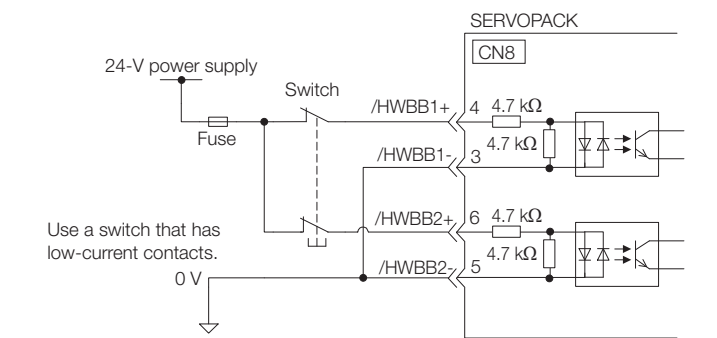 SERVOPACK
CN8
24-V power supply
Switch
Fuse
/HWBB1+ 4 4.7 kΩ
4.7 kΩ
/HWBB1- 3
/HWBB2+ 6 4.7 kΩ
4.7 kΩ
/HWBB2- 5
Use a switch that has
low-current contacts.
0 V